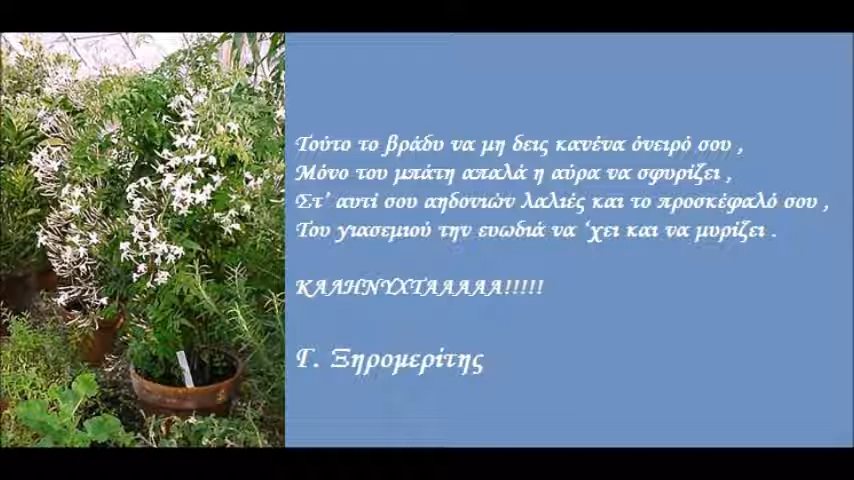 Τούτο το βράδυ να μη δεις κανένα όνειρό σου ,
Μόνο του μπάτη απαλά η αύρα να σφυρίζει ,
Στ’ αυτί σου αηδονιών λαλιές και το προσκέφαλό σου ,
Του γιασεμιού την ευωδιά να ‘χει και να μυρίζει .
ΚΑΛΗΝΥΧΤΑΑΑΑΑ!!!!!
Γ. Ξηρομερίτης